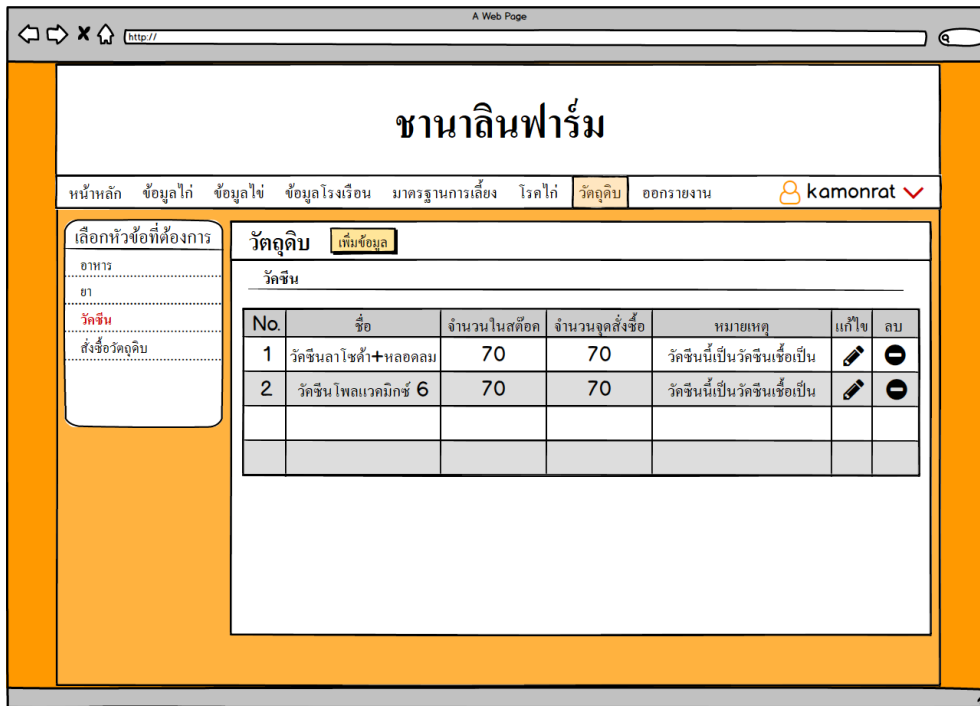 A Web Page
http://
ชานาลินฟาร์ม
หน้าหลัก ข้อมูลไก่ ข้อมูลไข่ ข้อมูลโรงเรือน มาตรฐานการเลี้ยง โรคไก่ วัตถุดิบ ออกรายงาน kamonrat
เลือกหัวข้อที่ต้องการ
อาหาร
ยา
วัคซีน
สั่งซื้อวัตถุดิบ
วัตถุดิบ เพิ่มข้อมูล
วัคซีน
No. ชื่อ จำนวนในสต๊อค จำนวนจุดสั่งซื้อ หมายเหตุ แก้ไข ลบ
1 วัคซีนลาโซต้า+หลอดลม 70 70 วัคซีนนี้เป็นวัคซีนเชื้อเป็น
2 วัคซีนโพลแวคมิกซ์ 6 70 70 วัคซีนนี้เป็นวัคซีนเชื้อเป็น